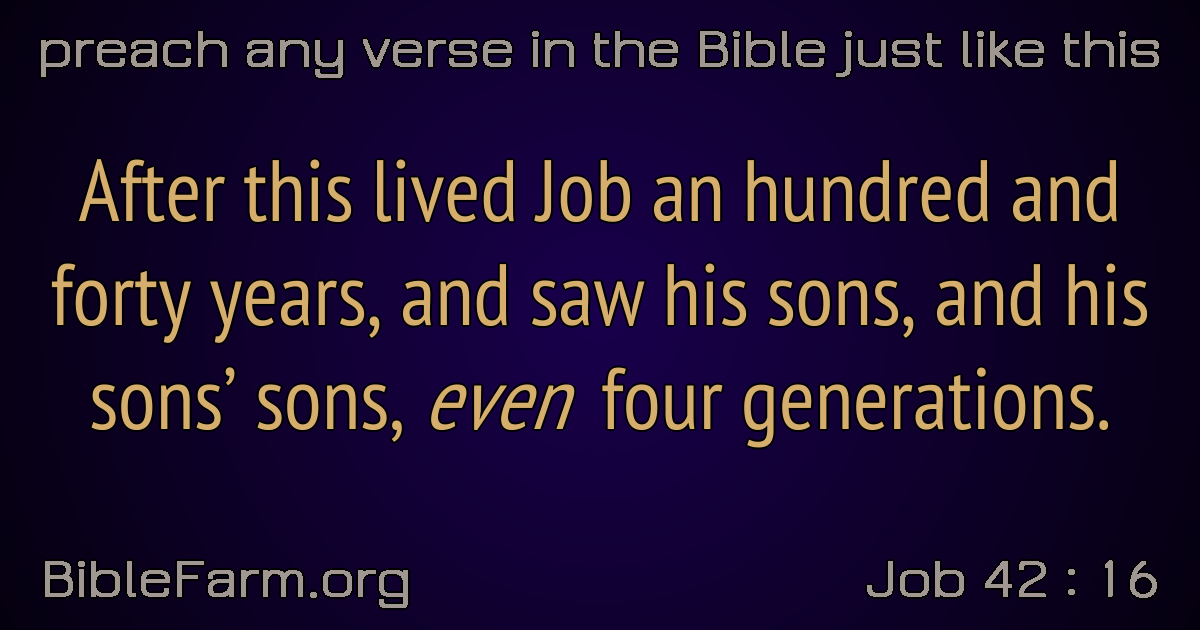 preach any verse in the Bible just like this
After this lived Job an hundred and
forty years, and saw his sons, and his
sons’ sons, even four generations.
BibleFarm.org
Job 42 : 16